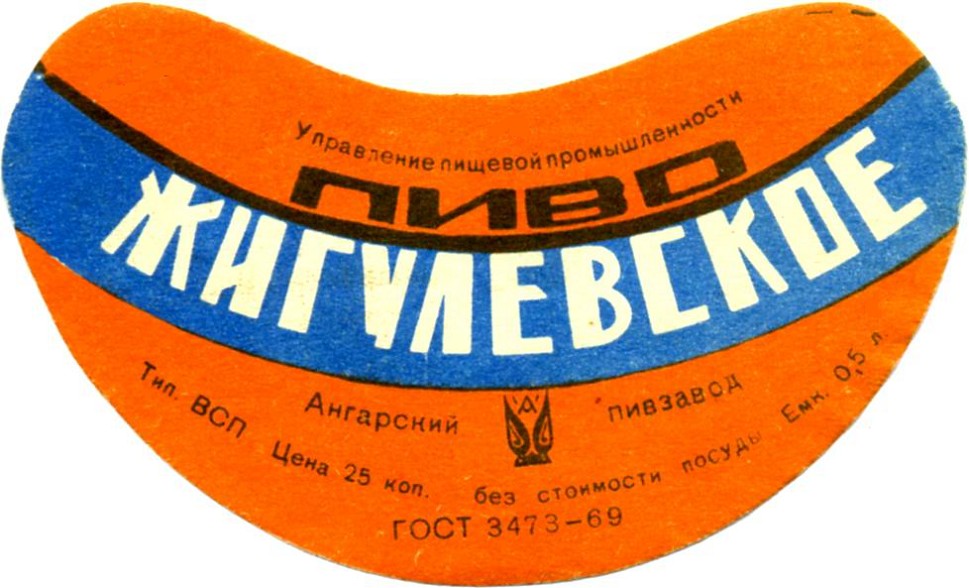 Управление пищевой промышленности
ПИВО
ЖИГУЛЕВСКОЕ
Ангарский пивзавод
Тип. ВСП Цена 25 коп. без стоимости посуды Емк. 0,5 л.
ГОСТ 3473-69